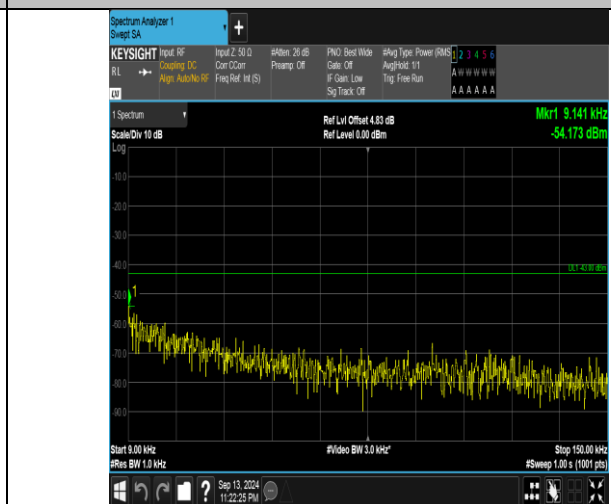 Spectrum Analyzer 1
Swept SA
+
KEYSIGHT
RL
LXI
Input: RF
Coupling: DC
Align: Auto/No RF
Input Z: 50 Ω
Corr CCorr
Freq Ref: Int (S)
#Atten: 26 dB
Preamp: Off
PNO: Best Wide
Gate: Off
IF Gain: Low
Sig Track: Off
#Avg Type: Power (RMS
Avg|Hold: 1/1
Trig: Free Run
1 2 3 4 5 6
A W W W W W
A A A A A A
1 Spectrum
Scale/Div 10 dB
Ref Lvl Offset 4.83 dB
Ref Level 0.00 dBm
Mkr1 9.141 kHz
-54.173 dBm
Log
-10.0
-20.0
-30.0
-40.0
DL1 -43.00 dBm
-50.0
1
-60.0
-70.0
-80.0
-90.0
Start 9.00 kHz
#Res BW 1.0 kHz
#Video BW 3.0 kHz*
Stop 150.00 kHz
#Sweep 1.00 s (1001 pts)
?
Sep 13, 2024
11:22:25 PM